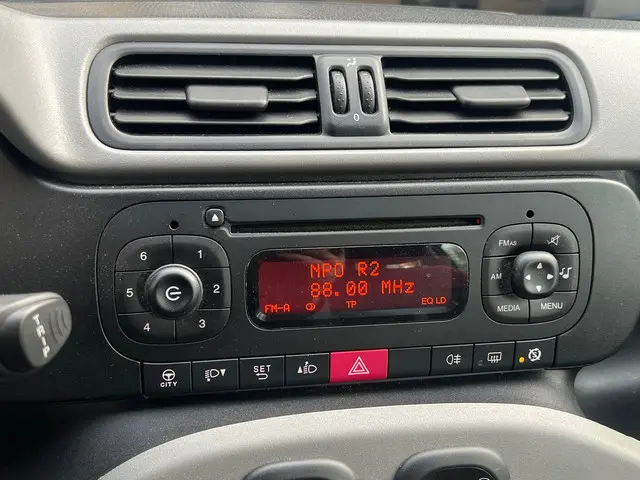 0
6
1
5
2
4
3
NPO R2
88.00 MHz
FM-A
TP
EQ LD
FMAS
AM
MEDIA
MENU
TRIP
CITY
SET